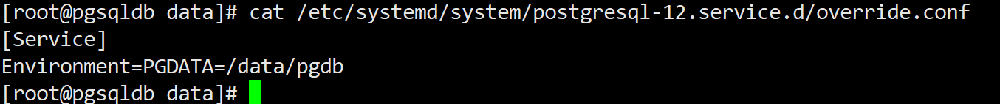 [root@pgsqldb data]# cat /etc/systemd/system/postgresql-12.service.d/override.conf
[Service]
Environment=PGDATA=/data/pgdb
[root@pgsqldb data]#